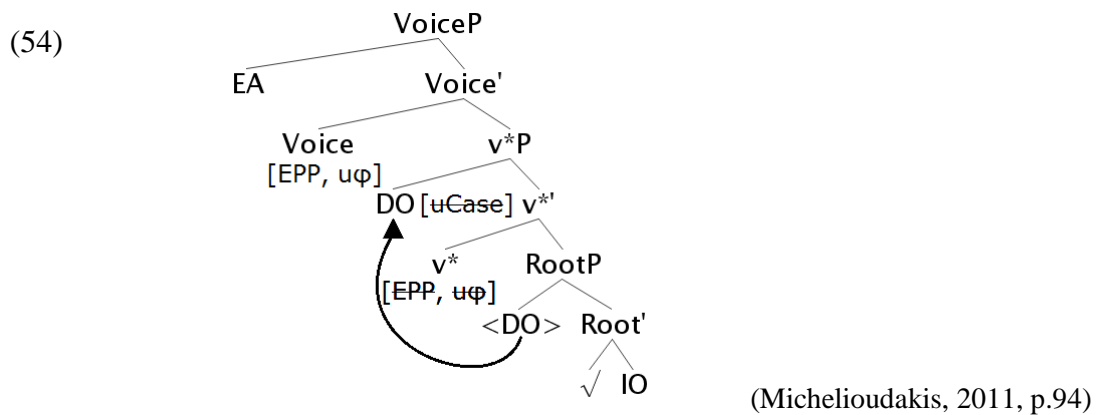 (54)
VoiceP
EA Voice'
Voice v*P
[EPP, uφ]
DO [uCase] v*'
v* RootP
[EPP, uφ]
<DO> Root'
√ IO
(Michelioudakis, 2011, p.94)